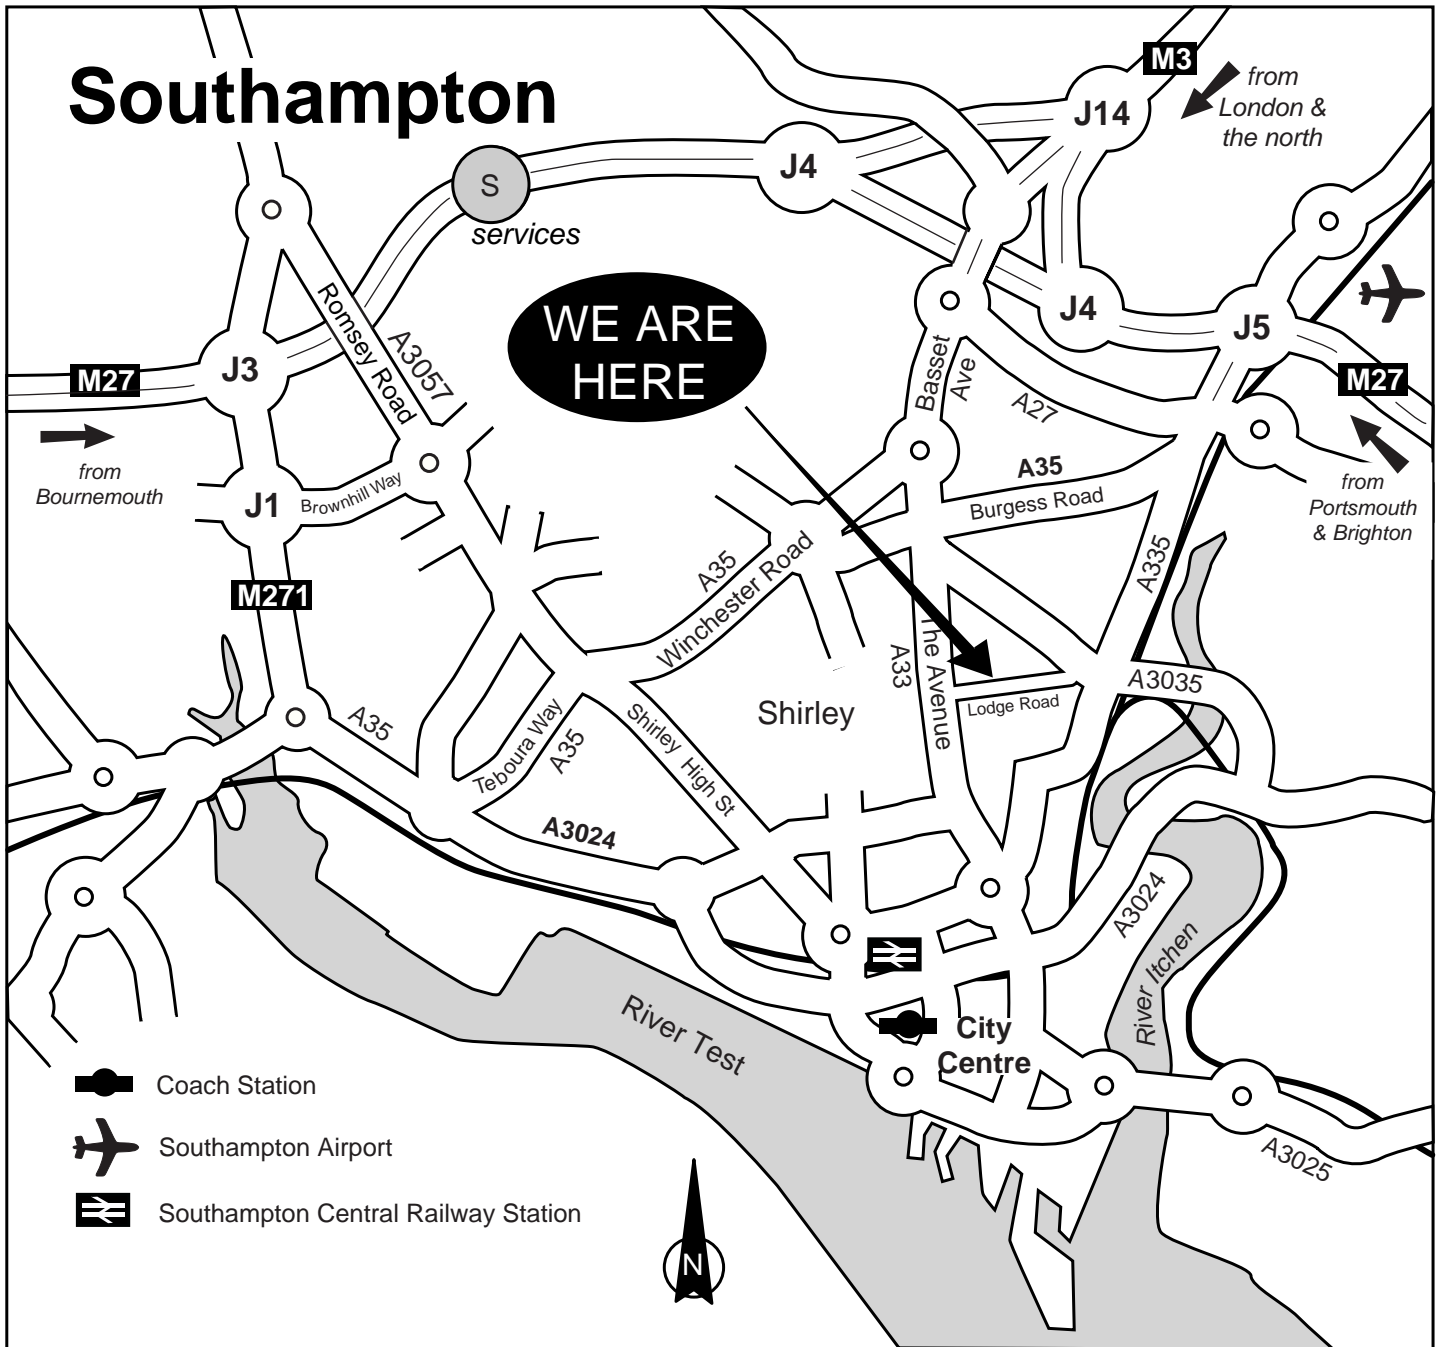 Southampton
M3
from
London &
the north
J14
J4
S
services
WE ARE
HERE
J4
J5
M27
J3
Romsey Road
A3057
Basset
Ave
A27
M27
from
Bournemouth
from
Portsmouth
& Brighton
J1
Brownhill Way
A35
Burgess Road
A335
M271
A35
Winchester Road
The Avenue
A33
A3035
Lodge Road
Shirley
A35
Teboura Way
A35
Shirley High St
A3024
A3024
River Itchen
River Test
City
Centre
Coach Station
Southampton Airport
Southampton Central Railway Station
A3025
N